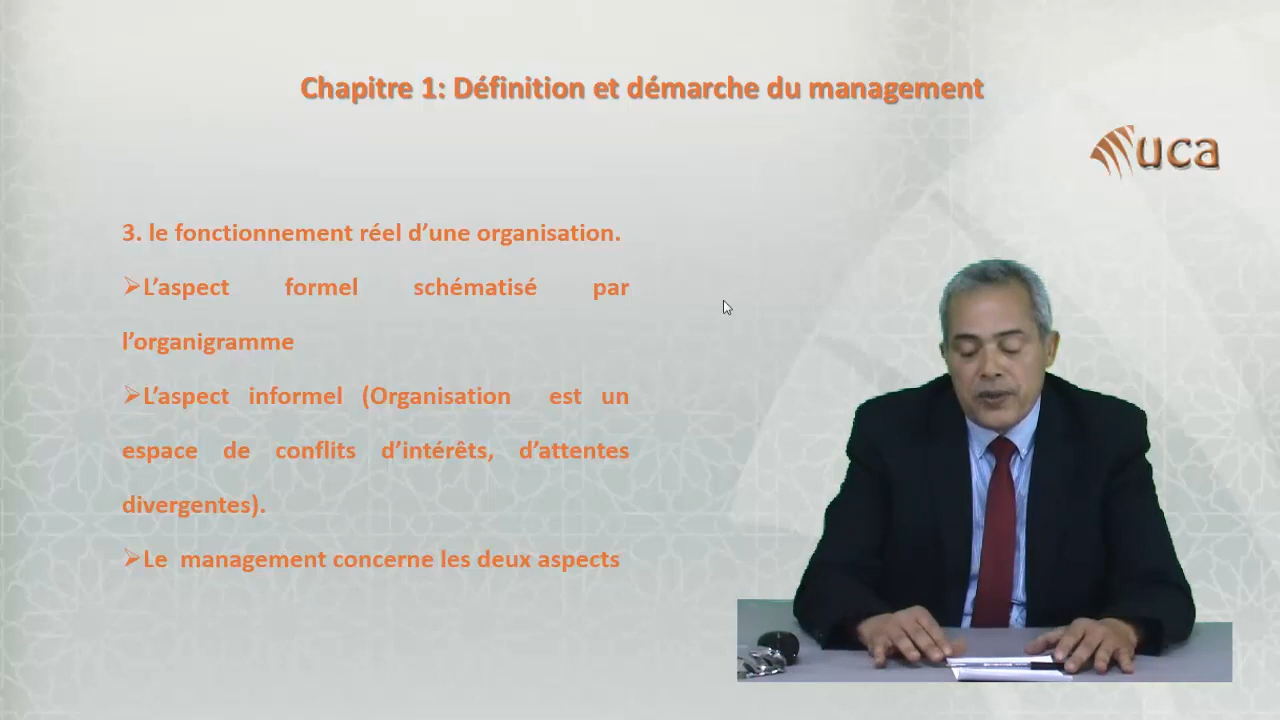 Chapitre 1: Définition et démarche du management
uca
3. le fonctionnement réel d’une organisation.
➢L’aspect formel schématisé par
l’organigramme
➢L’aspect informel (Organisation est un
espace de conflits d’intérêts, d’attentes
divergentes).
➢Le management concerne les deux aspects